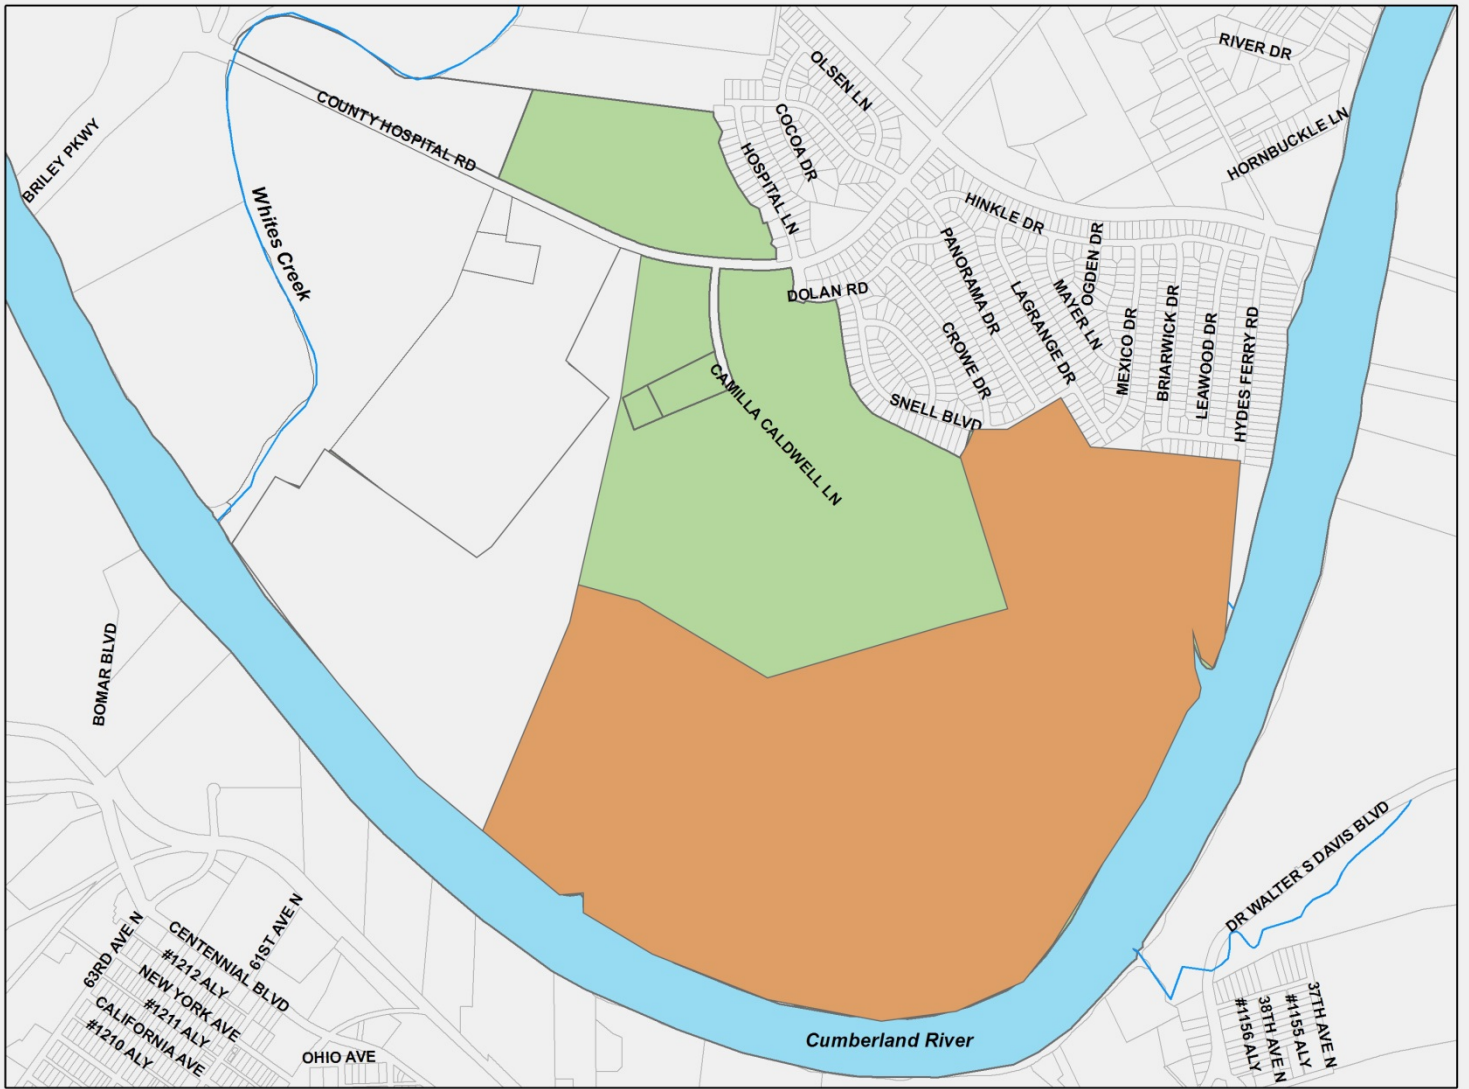 RIVER DR
OLSEN LN
COUNTY HOSPITAL RD
COCOA DR
HORNBUCKLE LN
BRILEY PKWY
HOSPITAL LN
Whites Creek
HINKLE DR
PANORAMA DR
OGDEN DR
DOLAN RD
LAGRANGE DR
MAYER LN
MEXICO DR
BRIARWICK DR
LEAWOOD DR
HYDES FERRY RD
CROWE DR
SNELL BLVD
CAMILLA CALDWELL LN
BOMAR BLVD
DR WALTER S DAVIS BLVD
63RD AVE N
CENTENNIAL BLVD
61ST AVE N
#1212 ALY
NEW YORK AVE
#1211 ALY
CALIFORNIA AVE
#1210 ALY
OHIO AVE
Cumberland River
#1156 ALY
38TH AVE N
#1155 ALY
37TH AVE N